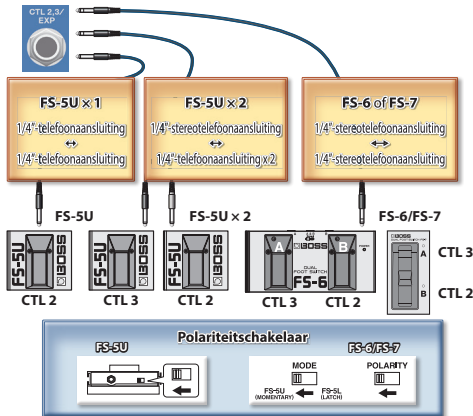 CTL 2,3/
EXP
FS-5U × 1
1/4”-telefoonaansluiting
↔
1/4”-telefoonaansluiting
FS-5U × 2
1/4”-stereotelefoonaansluiting
↔
1/4”-telefoonaansluiting x 2
FS-6 of FS-7
1/4”-stereotelefoonaansluiting
↔
1/4”-stereotelefoonaansluiting
FS-5U
FS-5U × 2
FS-6/FS-7
FS-5U
BOSS
CTL 2
FS-5U
BOSS
CTL 3
FS-5U
BOSS
CTL 2
A
BOSS
B
DUAL
FOOT SWITCH
FS-6
CTL 3
CTL 2
BOSS
A
B
CTL 3
CTL 2
Polariteitschakelaar
FS-5U
FS-6/FS-7
MODE
POLARITY
FS-5U
(MOMENTARY)
FS-5L
(LATCH)